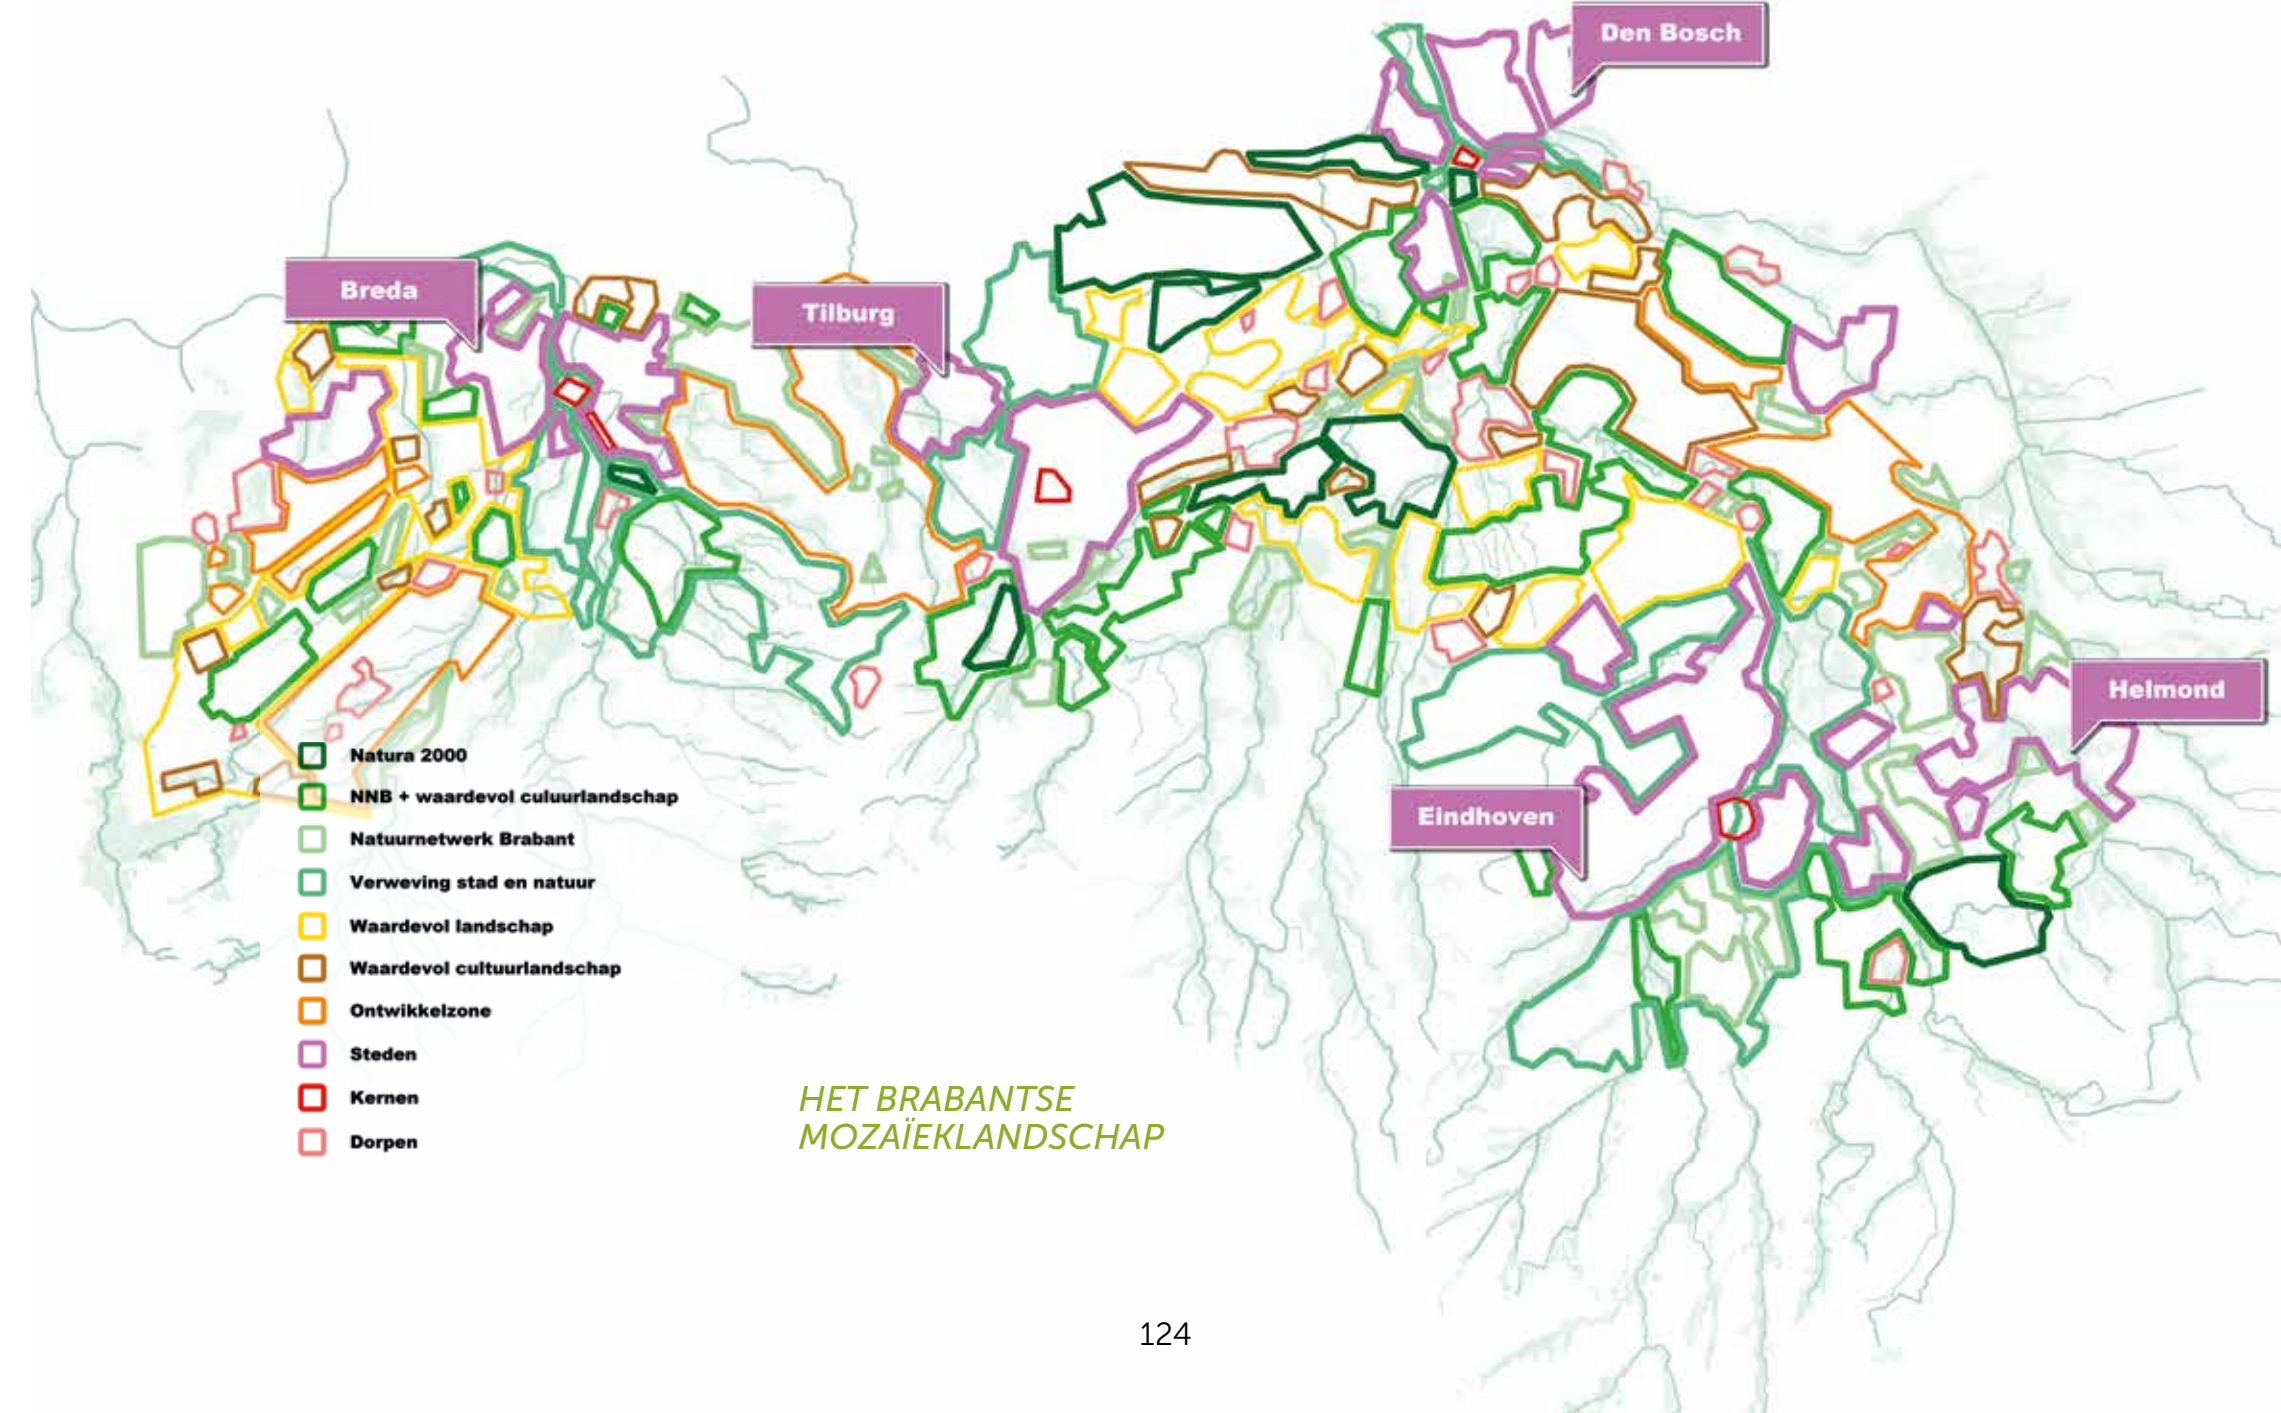 Den Bosch
Breda
Tilburg
Helmond
Eindhoven
Natura 2000
NNB + waardevol culuurlandschap
Natuurnetwerk Brabant
Verweving stad en natuur
Waardevol landschap
Waardevol cultuurlandschap
Ontwikkelzone
Steden
Kernen
Dorpen
HET BRABANTSE
MOZAÏEKLANDSCHAP
124